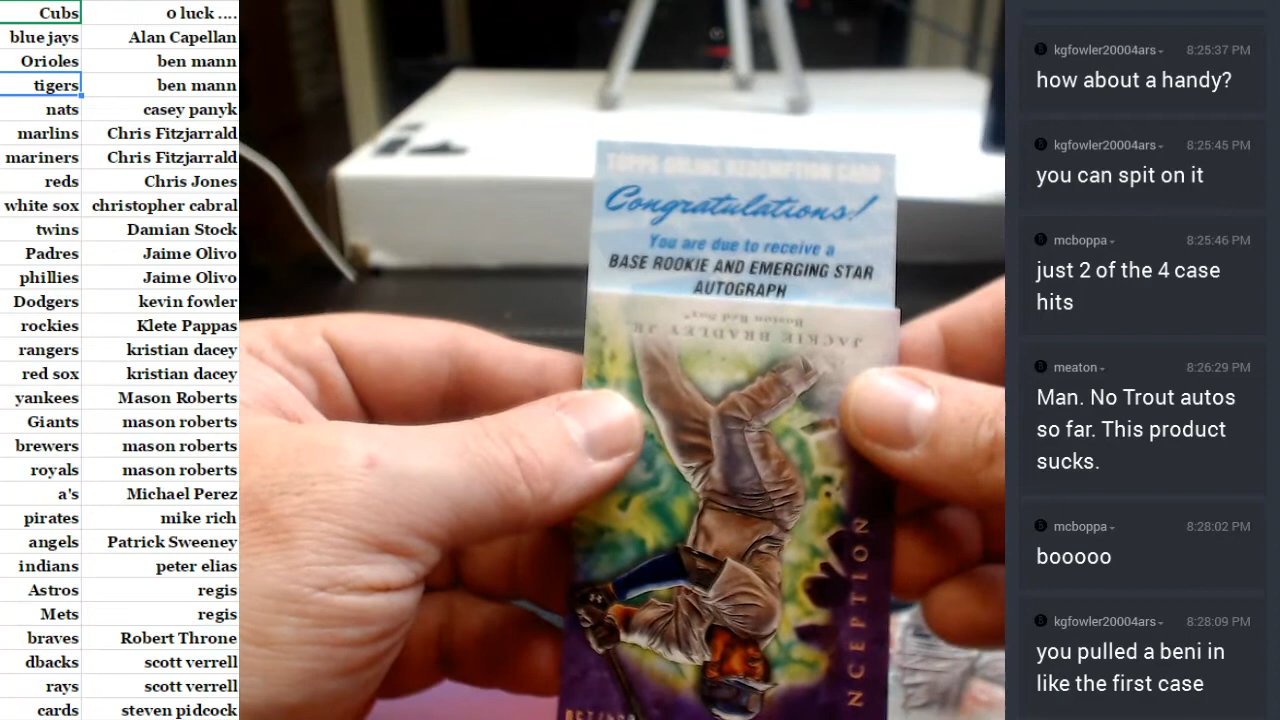 Cubs 0 luck ....
blue jays Alan Capellan
Orioles ben mann
tigers ben mann
nats casey panyk
marlins Chris Fitzjarrald
mariners Chris Fitzjarrald
reds Chris Jones
white sox christopher cabral
twins Damian Stock
Padres Jaime Olivo
phillies Jaime Olivo
Dodgers kevin fowler
rockies Klete Pappas
rangers kristian dacey
red sox kristian dacey
yankees Mason Roberts
Giants mason roberts
brewers mason roberts
royals mason roberts
a's Michael Perez
pirates mike rich
angels Patrick Sweeney
indians peter elias
Astros regis
Mets regis
braves Robert Throne
dbacks scott verrell
rays scott verrell
cards steven pidcock
TOPPS ONLINE REDEMPTION CARD
Congratulations!
You are due to receive a
BASE ROOKIE AND EMERGING STAR
AUTOGRAPH
Boston Red Sox
JACKIE BRADLEY JR
INCEPTION
kgfowler20004ars 8:25:37 PM
how about a handy?
kgfowler20004ars 8:25:45 PM
you can spit on it
mcboppa 8:25:46 PM
just 2 of the 4 case
hits
meaton 8:26:29 PM
Man. No Trout autos
so far. This product
sucks.
mcboppa 8:28:02 PM
booooo
kgfowler20004ars 8:28:09 PM
you pulled a beni in
like the first case